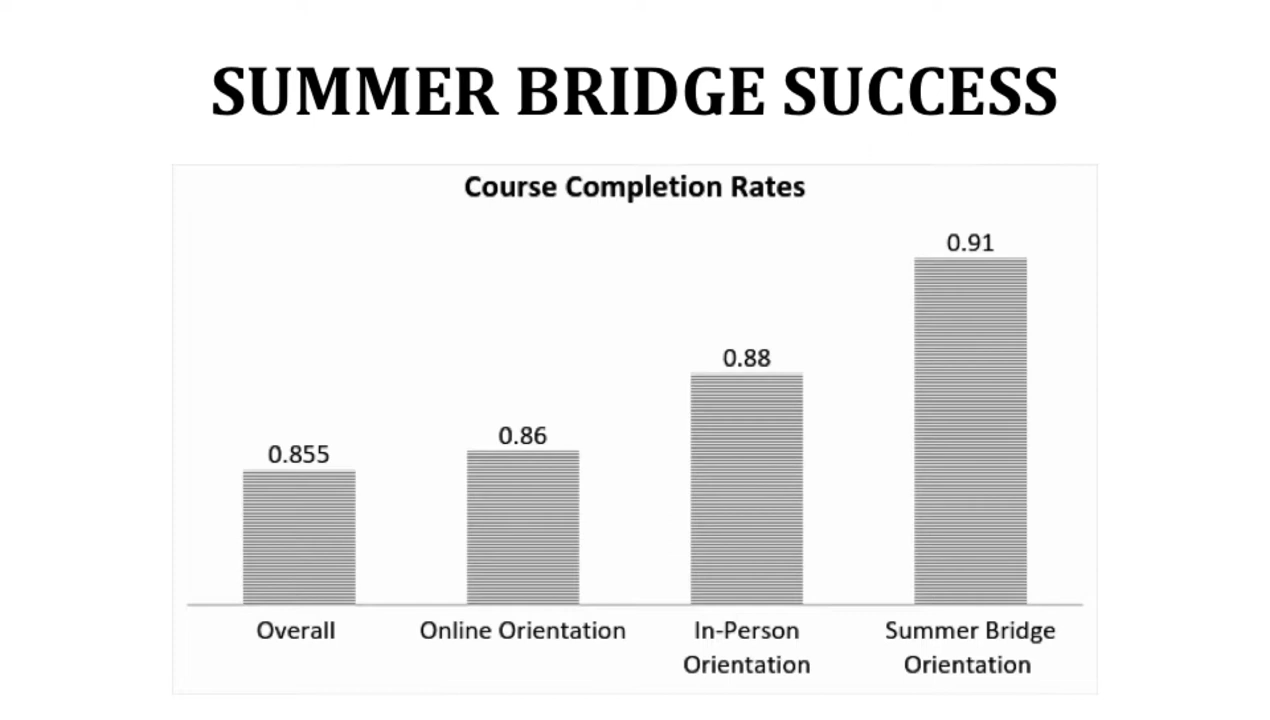 SUMMER BRIDGE SUCCESS
Course Completion Rates
0.91
0.88
0.86
0.855
Overall
Online Orientation
In-Person
Orientation
Summer Bridge
Orientation